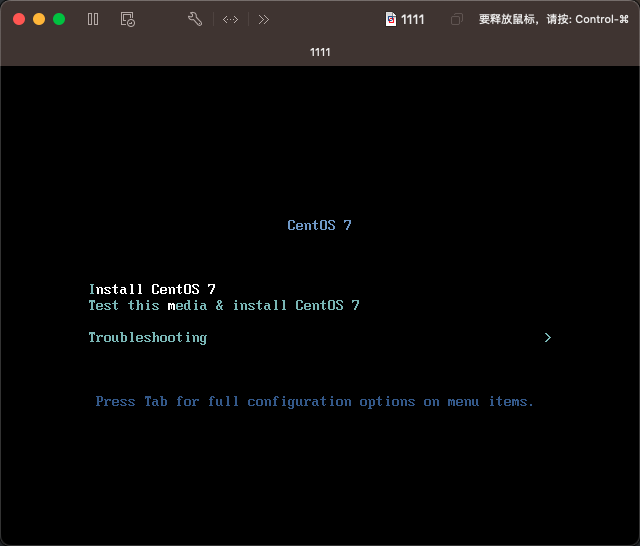 1111
要释放鼠标，请按: Control-⌘
1111
CentOS 7
Install CentOS 7
Test this media & install CentOS 7
Troubleshooting >
Press Tab for full configuration options on menu items.